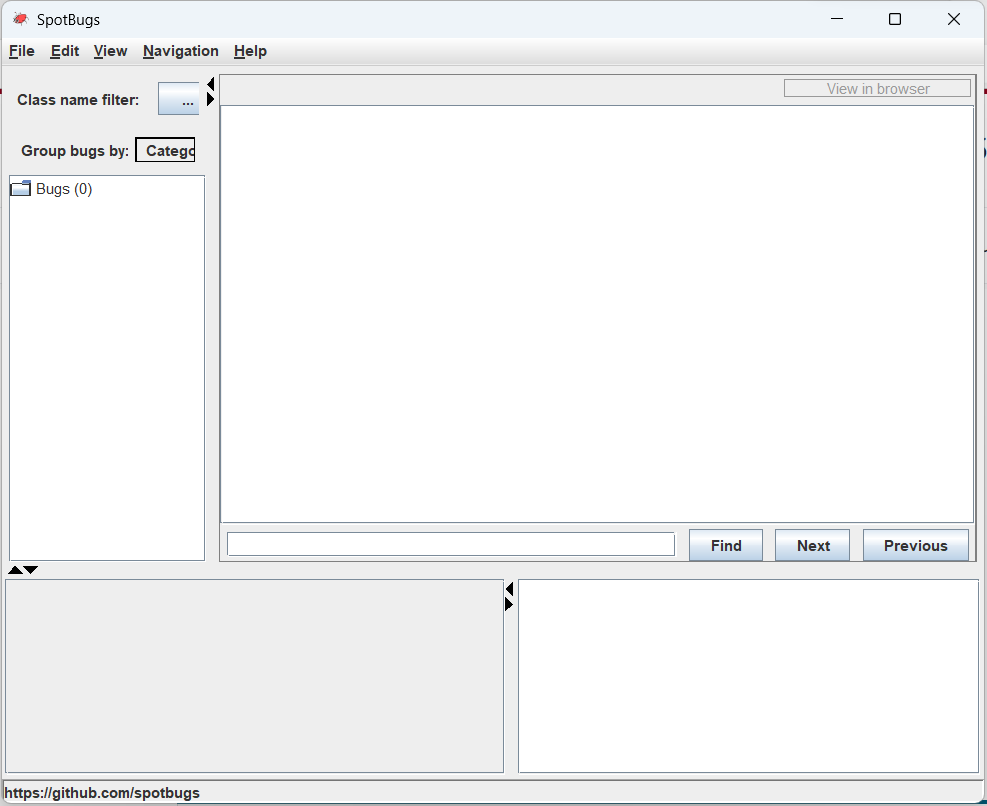 SpotBugs
File Edit View Navigation Help
Class name filter: ...
View in browser
Group bugs by: Catego
Bugs (0)
Find Next Previous
https://github.com/spotbugs